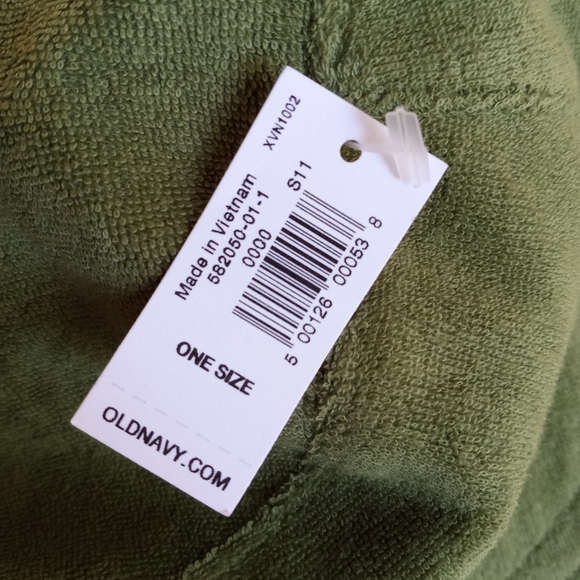 XVN1002
Made in Vietnam
582050-01-1
0000
S11
5 00126 00053 8
ONE SIZE
OLDNAVY.COM